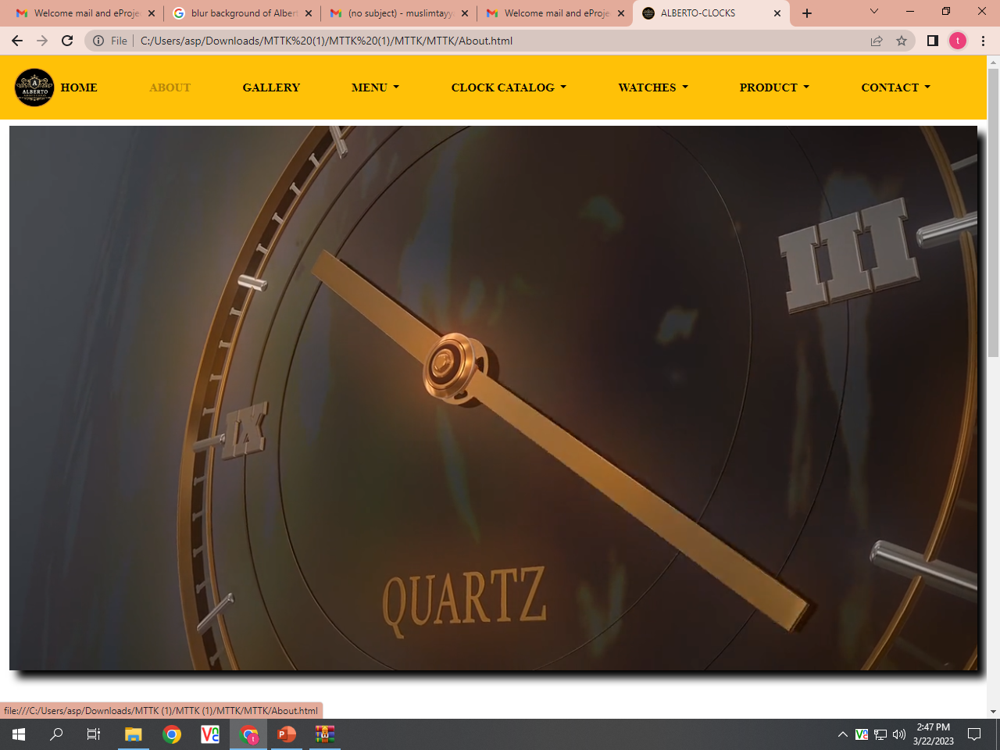 Welcome mail and eProje
blur background of Albert
(no subject) - muslimtayy
Welcome mail and eProje
ALBERTO-CLOCKS
File
C:/Users/asp/Downloads/MTTK%20(1)/MTTK%20(1)/MTTK/MTTK/About.html
t
A
ALBERTO
HOME
ABOUT
GALLERY
MENU
CLOCK CATALOG
WATCHES
PRODUCT
CONTACT
III
IX
QUARTZ
file:///C:/Users/asp/Downloads/MTTK (1)/MTTK (1)/MTTK/MTTK/About.html
2:47 PM
3/22/2023